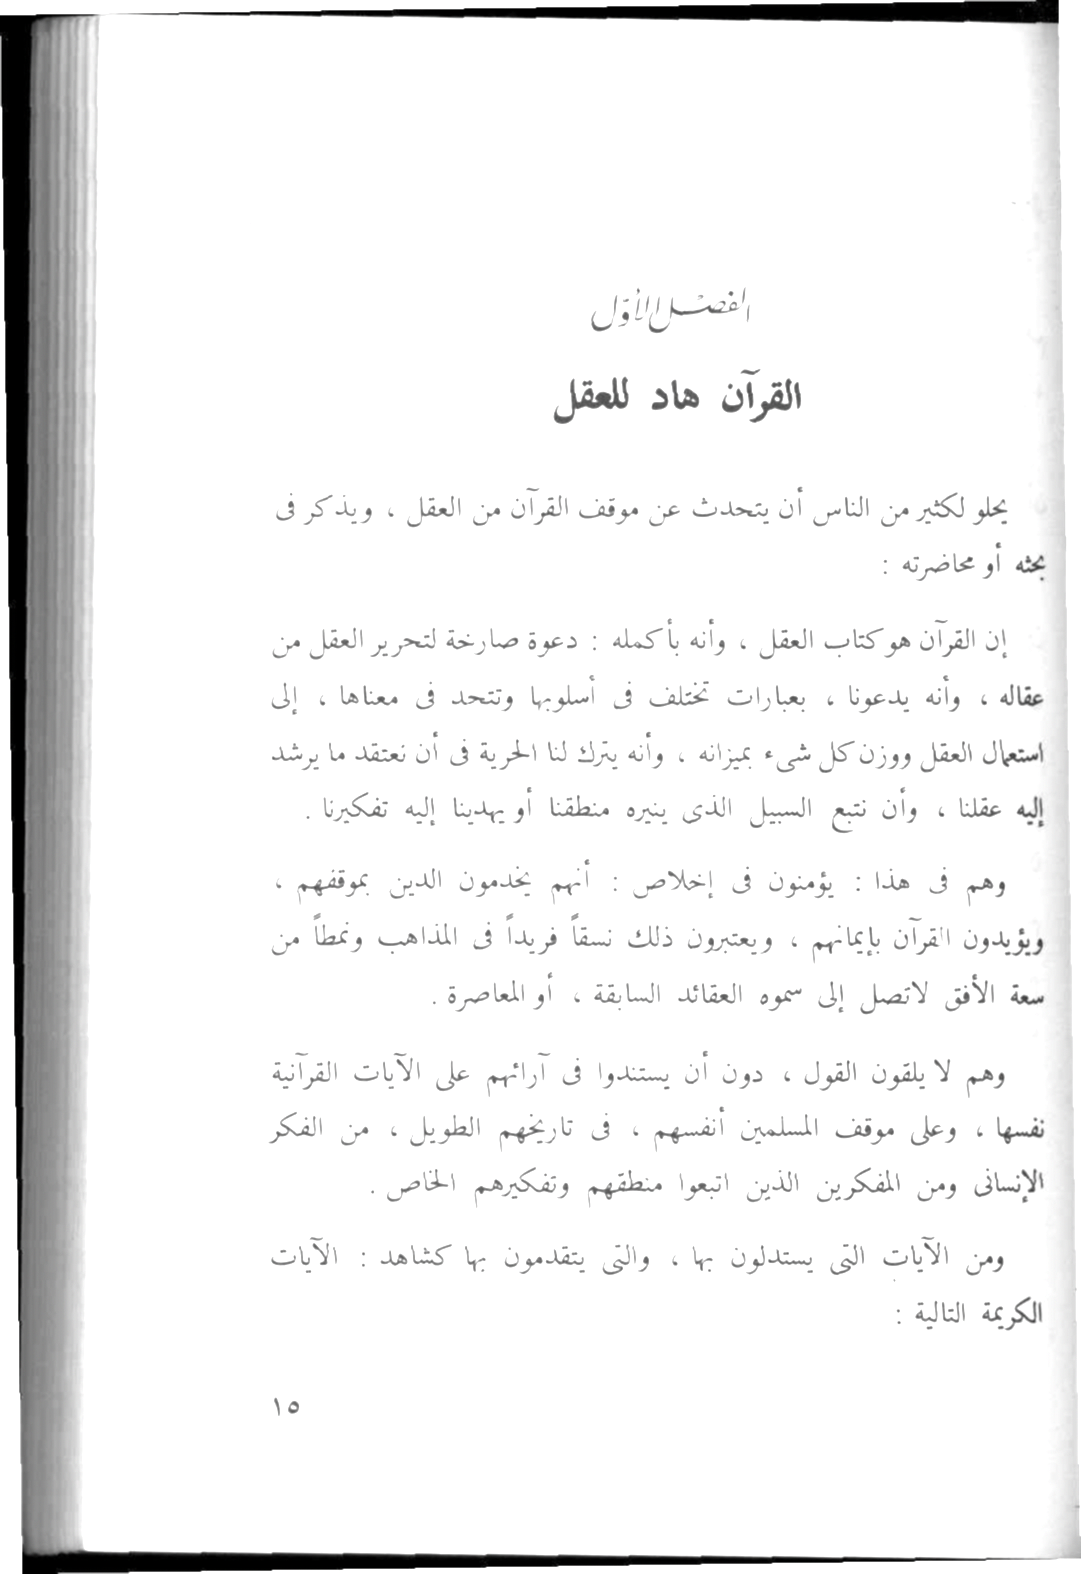 الفصل الأوّل
القرآن هاد للعقل
يحلو لكثير من الناس أن يتحدث عن موقف القرآن من العقل ، ويذكر فى
بحثه أو محاضرته :
إن القرآن هو كتاب العقل ، وأنه بأكمله : دعوة صارخة لتحرير العقل من
عقاله ، وأنه يدعونا ، بعبارات تختلف فى أسلوبها وتتحد فى معناها ، إلى
استعمال العقل ووزن كل شىء بميزانه ، وأنه يترك لنا الحرية فى أن نعتقد ما يرشد
إليه عقلنا ، وأن نتبع السبيل الذى ينيره منطقنا أو يهدينا إليه تفكيرنا .
وهم فى هذا : يؤمنون فى إخلاص : أنهم يخدمون الدين بموقفهم ،
ويؤيدون القرآن بإيمانهم ، ويعتبرون ذلك نسقاً فريداً فى المذاهب ونمطاً من
سعة الأفق لاتصل إلى سموه العقائد السابقة ، أو المعاصرة .
وهم لا يلقون القول ، دون أن يستندوا فى آرائهم على الآيات القرآنية
نفسها ، وعلى موقف المسلمين أنفسهم ، فى تاريخهم الطويل ، من الفكر
الإنسانى ومن المفكرين الذين اتبعوا منطقهم وتفكيرهم الخاص .
ومن الآيات التى يستدلون بها ، والتى يتقدمون بها كشاهد : الآيات
الكريمة التالية :
١٥